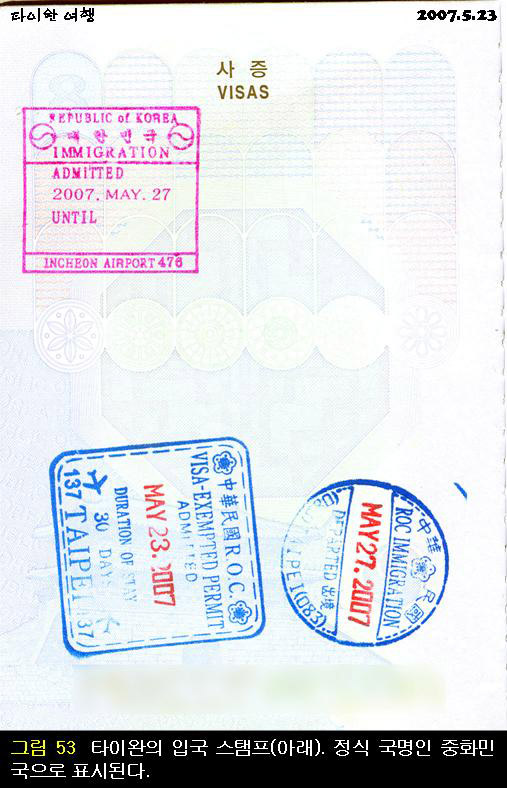 타이완 여행
2007.5.23
사 증
VISAS
REPUBLIC of KOREA
대한민국
IMMIGRATION
ADMITTED
2007. MAY. 27
UNTIL
INCHEON AIRPORT 476
中華民國 R.O.C.
VISA-EXEMPTED PERMIT
ADMITTED
MAY 23.2007
DURATION OF STAY
30 DAYS
137 TAIPEI 137
中華民國
ROC IMMIGRATION
MAY 27.2007
DEPARTED 出境
TAIPEI (083)
그림 53 타이완의 입국 스탬프(아래). 정식 국명인 중화민
국으로 표시된다.